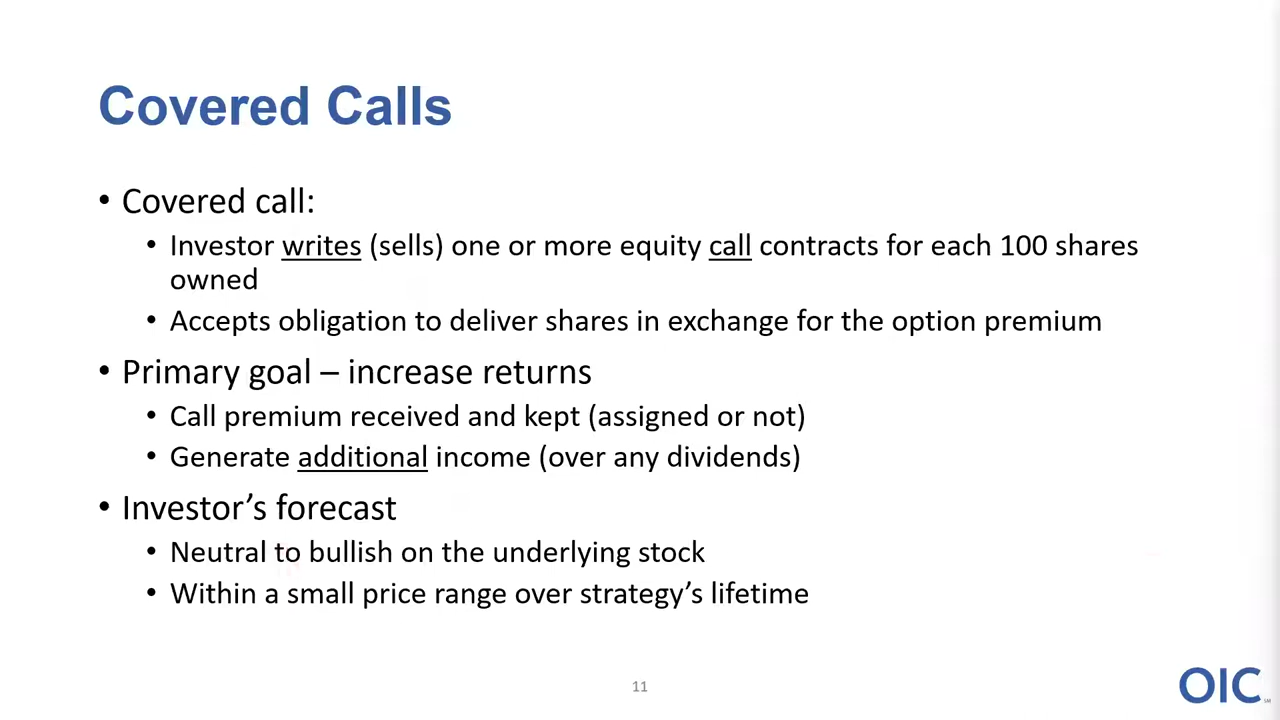 Covered Calls
• Covered call:
• Investor writes (sells) one or more equity call contracts for each 100 shares
owned
• Accepts obligation to deliver shares in exchange for the option premium
• Primary goal – increase returns
• Call premium received and kept (assigned or not)
• Generate additional income (over any dividends)
• Investor’s forecast
• Neutral to bullish on the underlying stock
• Within a small price range over strategy’s lifetime
11
OIC